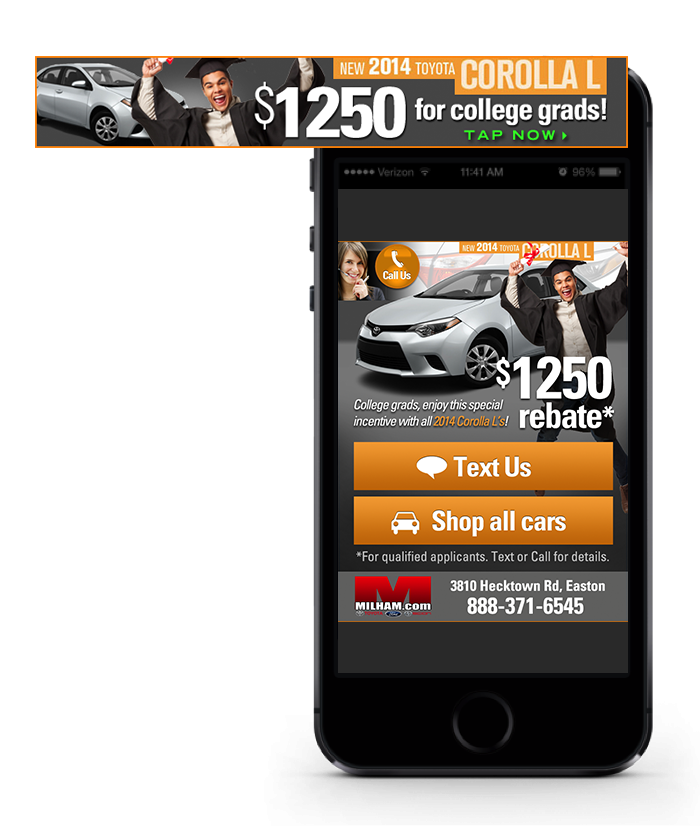 NEW 2014 TOYOTA COROLLA L
$1250 for college grads!
TAP NOW
Verizon 11:41 AM 96%
NEW 2014 TOYOTA COROLLA L
Call Us
$1250
rebate*
College grads, enjoy this special
incentive with all 2014 Corolla L's!
Text Us
Shop all cars
*For qualified applicants. Text or Call for details.
M
MILHAM.com
3810 Hecktown Rd, Easton
888-371-6545